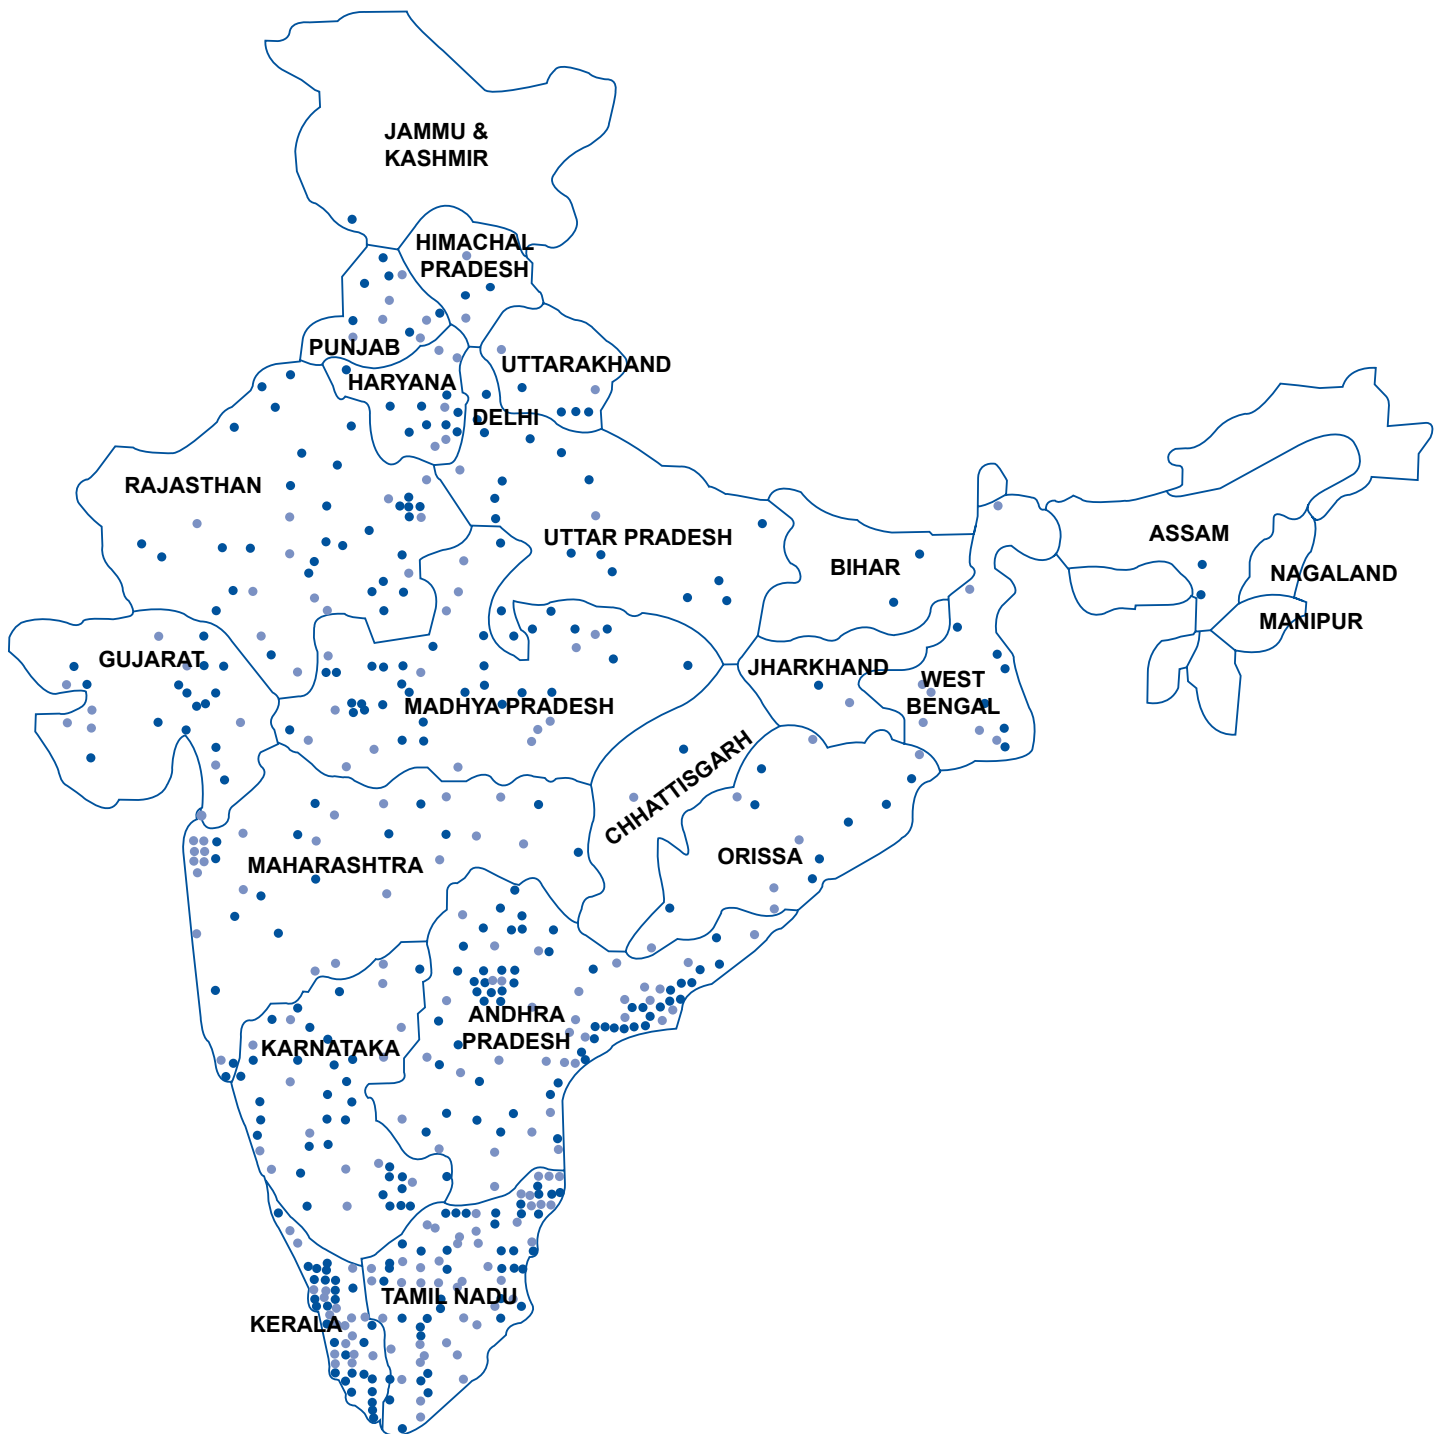 JAMMU &
KASHMIR
HIMACHAL
PRADESH
PUNJAB
UTTARAKHAND
HARYANA
DELHI
RAJASTHAN
UTTAR PRADESH
ASSAM
BIHAR
NAGALAND
MANIPUR
GUJARAT
JHARKHAND
WEST
BENGAL
MADHYA PRADESH
CHHATTISGARH
MAHARASHTRA
ORISSA
ANDHRA
PRADESH
KARNATAKA
TAMIL NADU
KERALA